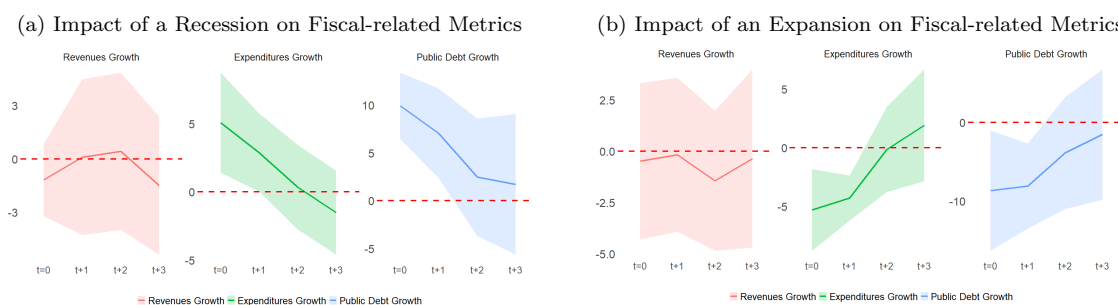 (a) Impact of a Recession on Fiscal-related Metrics
Revenues Growth
Expenditures Growth
Public Debt Growth
3
0
-3
5
0
-5
10
5
0
-5
t=0 t+1 t+2 t+3
t=0 t+1 t+2 t+3
t=0 t+1 t+2 t+3
Revenues Growth Expenditures Growth Public Debt Growth
(b) Impact of an Expansion on Fiscal-related Metrics
Revenues Growth
Expenditures Growth
Public Debt Growth
2.5
0.0
-2.5
-5.0
5
0
-5
0
-10
t=0 t+1 t+2 t+3
t=0 t+1 t+2 t+3
t=0 t+1 t+2 t+3
Revenues Growth Expenditures Growth Public Debt Growth